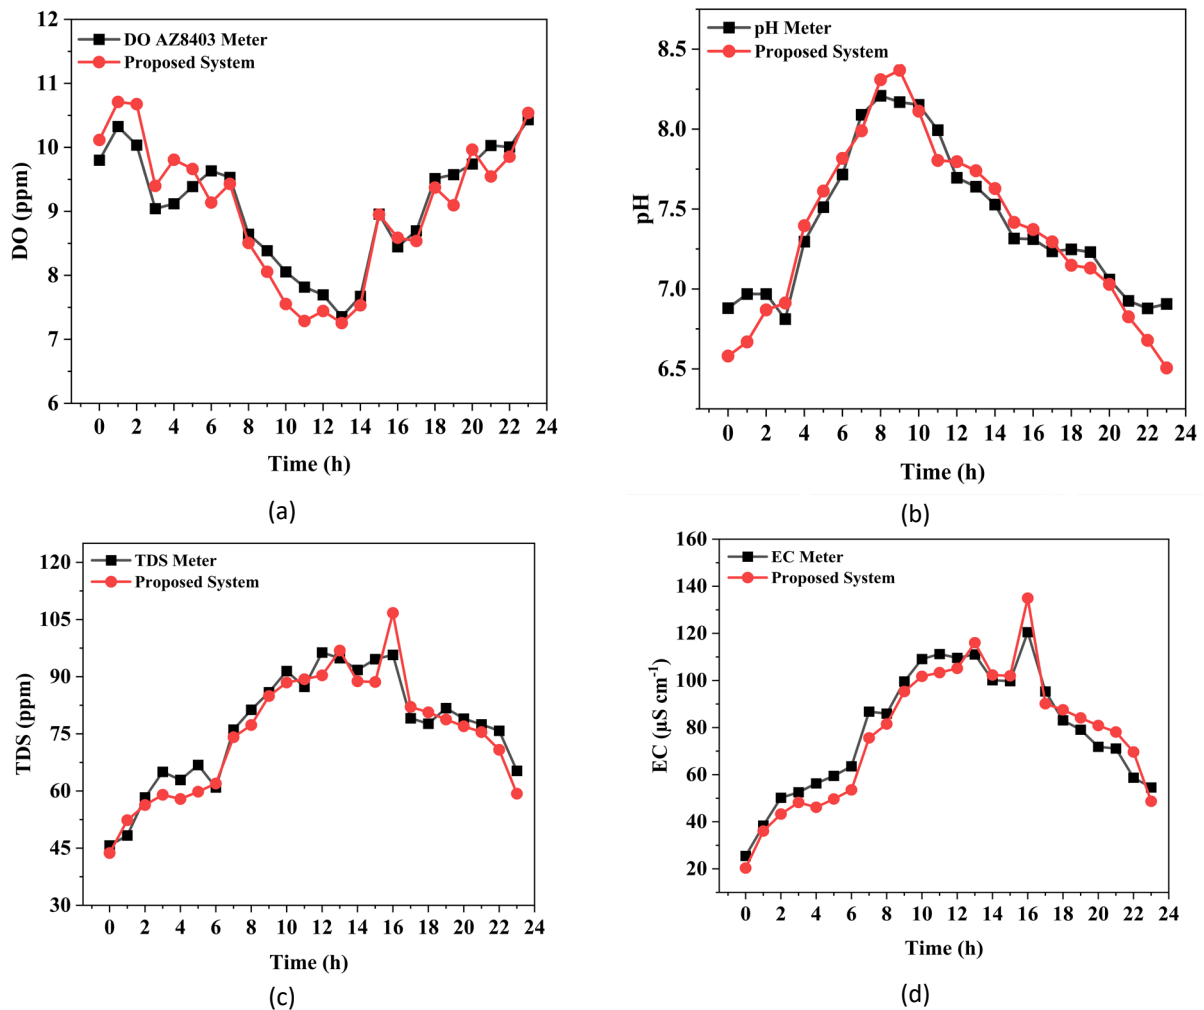 DO AZ8403 Meter
Proposed System
12
11
10
9
8
7
6
DO (ppm)
0 2 4 6 8 10 12 14 16 18 20 22 24
Time (h)
(a)
pH Meter
Proposed System
8.5
8.0
7.5
7.0
6.5
pH
0 2 4 6 8 10 12 14 16 18 20 22 24
Time (h)
(b)
TDS Meter
Proposed System
120
105
90
75
60
45
30
TDS (ppm)
0 2 4 6 8 10 12 14 16 18 20 22 24
Time (h)
(c)
EC Meter
Proposed System
160
140
120
100
80
60
40
20
EC (µS cm⁻¹)
0 2 4 6 8 10 12 14 16 18 20 22 24
Time (h)
(d)